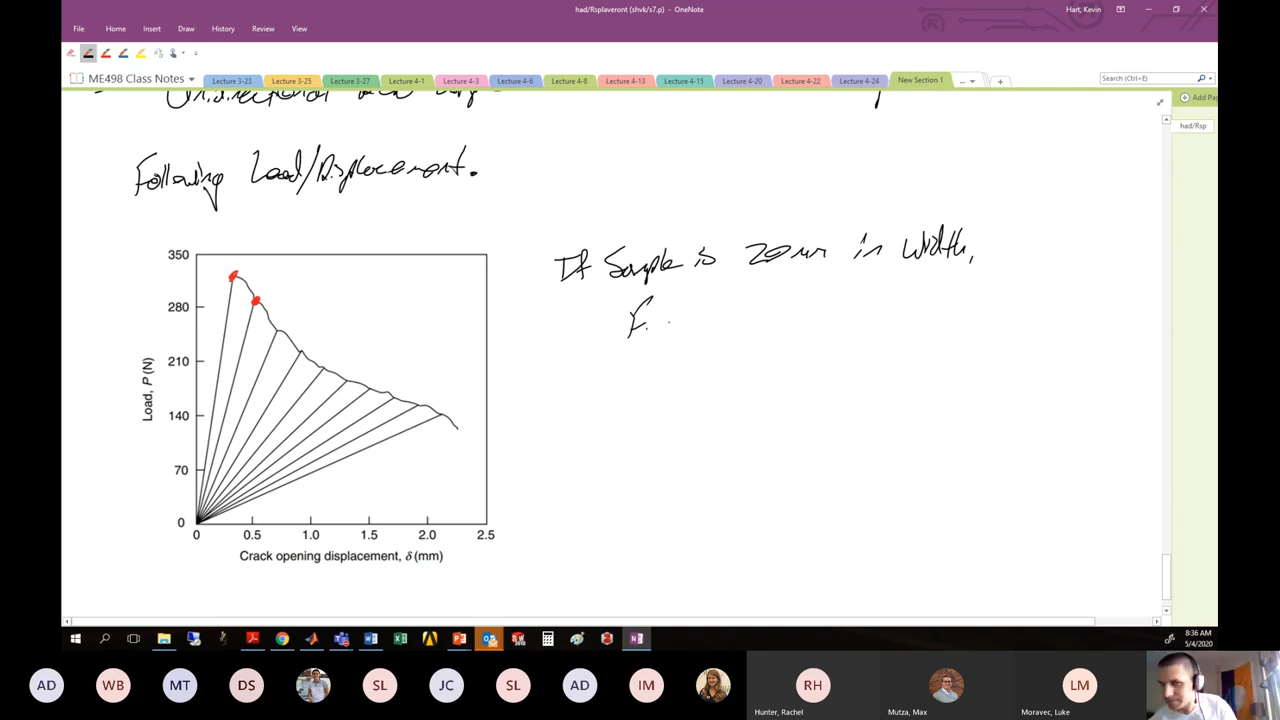 had/Rsplaveront (shvk/s7.p) - OneNote
Hart, Kevin
File Home Insert Draw History Review View
ME498 Class Notes
Lecture 3-23 Lecture 3-25 Lecture 3-27 Lecture 4-1 Lecture 4-3 Lecture 4-6 Lecture 4-8 Lecture 4-13 Lecture 4-15 Lecture 4-20 Lecture 4-22 Lecture 4-24 New Section 1 ...
Search (Ctrl+E)
Add Pag
had/Rsp
Following Load/Displacement.
If Sample is 20mm in width,
F
350
280
210
140
70
0
Load, P (N)
0 0.5 1.0 1.5 2.0 2.5
Crack opening displacement, δ (mm)
8:36 AM
5/4/2020
AD WB MT DS SL JC SL AD IM RH LM
Hunter, Rachel
Mutza, Max
Moravec, Luke